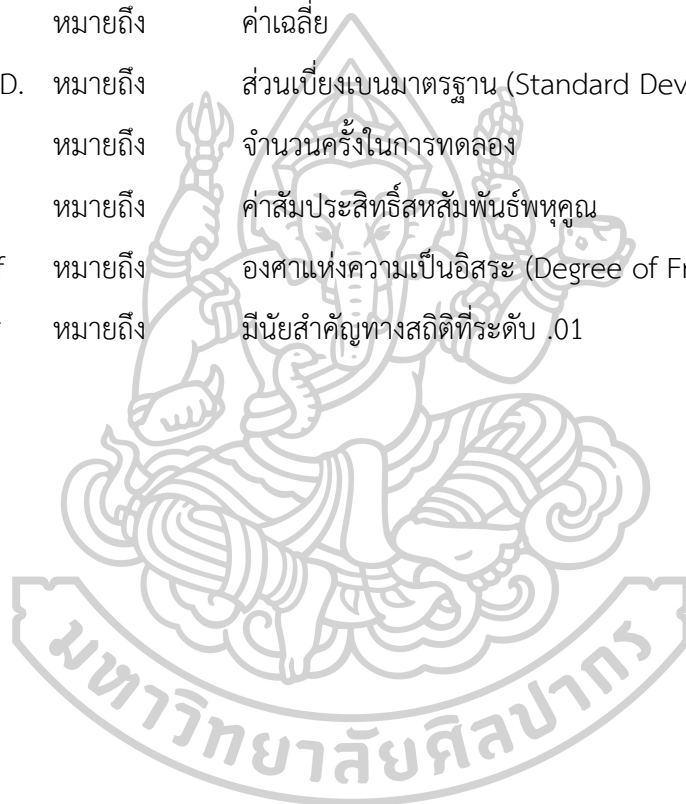 หมายถึง ค่าเฉลี่ย
D. หมายถึง ส่วนเบี่ยงเบนมาตรฐาน (Standard Dev
หมายถึง จำนวนครั้งในการทดลอง
หมายถึง ค่าสัมประสิทธิ์สหสัมพันธ์พหุคูณ
f หมายถึง องศาแห่งความเป็นอิสระ (Degree of Fr
หมายถึง มีนัยสำคัญทางสถิติที่ระดับ .01
มหาวิทยาลัยศิลปากร